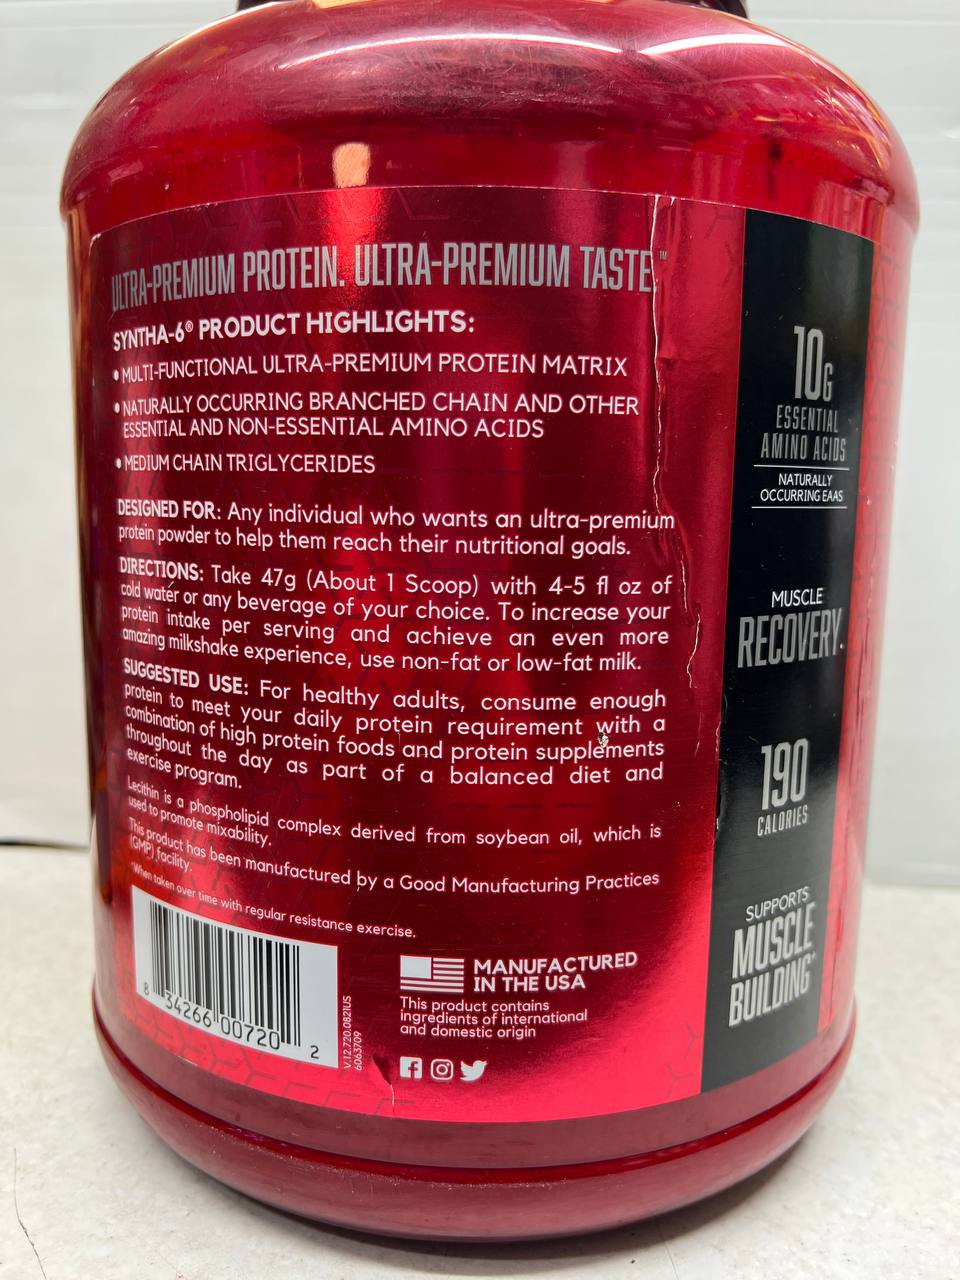 ULTRA-PREMIUM PROTEIN. ULTRA-PREMIUM TASTE.™
SYNTHA-6® PRODUCT HIGHLIGHTS:
• MULTI-FUNCTIONAL ULTRA-PREMIUM PROTEIN MATRIX
• NATURALLY OCCURRING BRANCHED CHAIN AND OTHER
ESSENTIAL AND NON-ESSENTIAL AMINO ACIDS
• MEDIUM CHAIN TRIGLYCERIDES
DESIGNED FOR: Any individual who wants an ultra-premium
protein powder to help them reach their nutritional goals.
DIRECTIONS: Take 47g (About 1 Scoop) with 4-5 fl oz of
cold water or any beverage of your choice. To increase your
protein intake per serving and achieve an even more
amazing milkshake experience, use non-fat or low-fat milk.
SUGGESTED USE: For healthy adults, consume enough
protein to meet your daily protein requirement with a
combination of high protein foods and protein supplements
throughout the day as part of a balanced diet and
exercise program.
Lecithin is a phospholipid complex derived from soybean oil, which is
used to promote mixability.
This product has been manufactured by a Good Manufacturing Practices
(GMP) facility.
*When taken over time with regular resistance exercise.
8 34266 00720 2
V.12.720.0821US
6063709
MANUFACTURED
IN THE USA
This product contains
ingredients of international
and domestic origin
10G
ESSENTIAL
AMINO ACIDS
NATURALLY
OCCURRING EAAS
MUSCLE
RECOVERY*
190
CALORIES
SUPPORTS
MUSCLE
BUILDING*